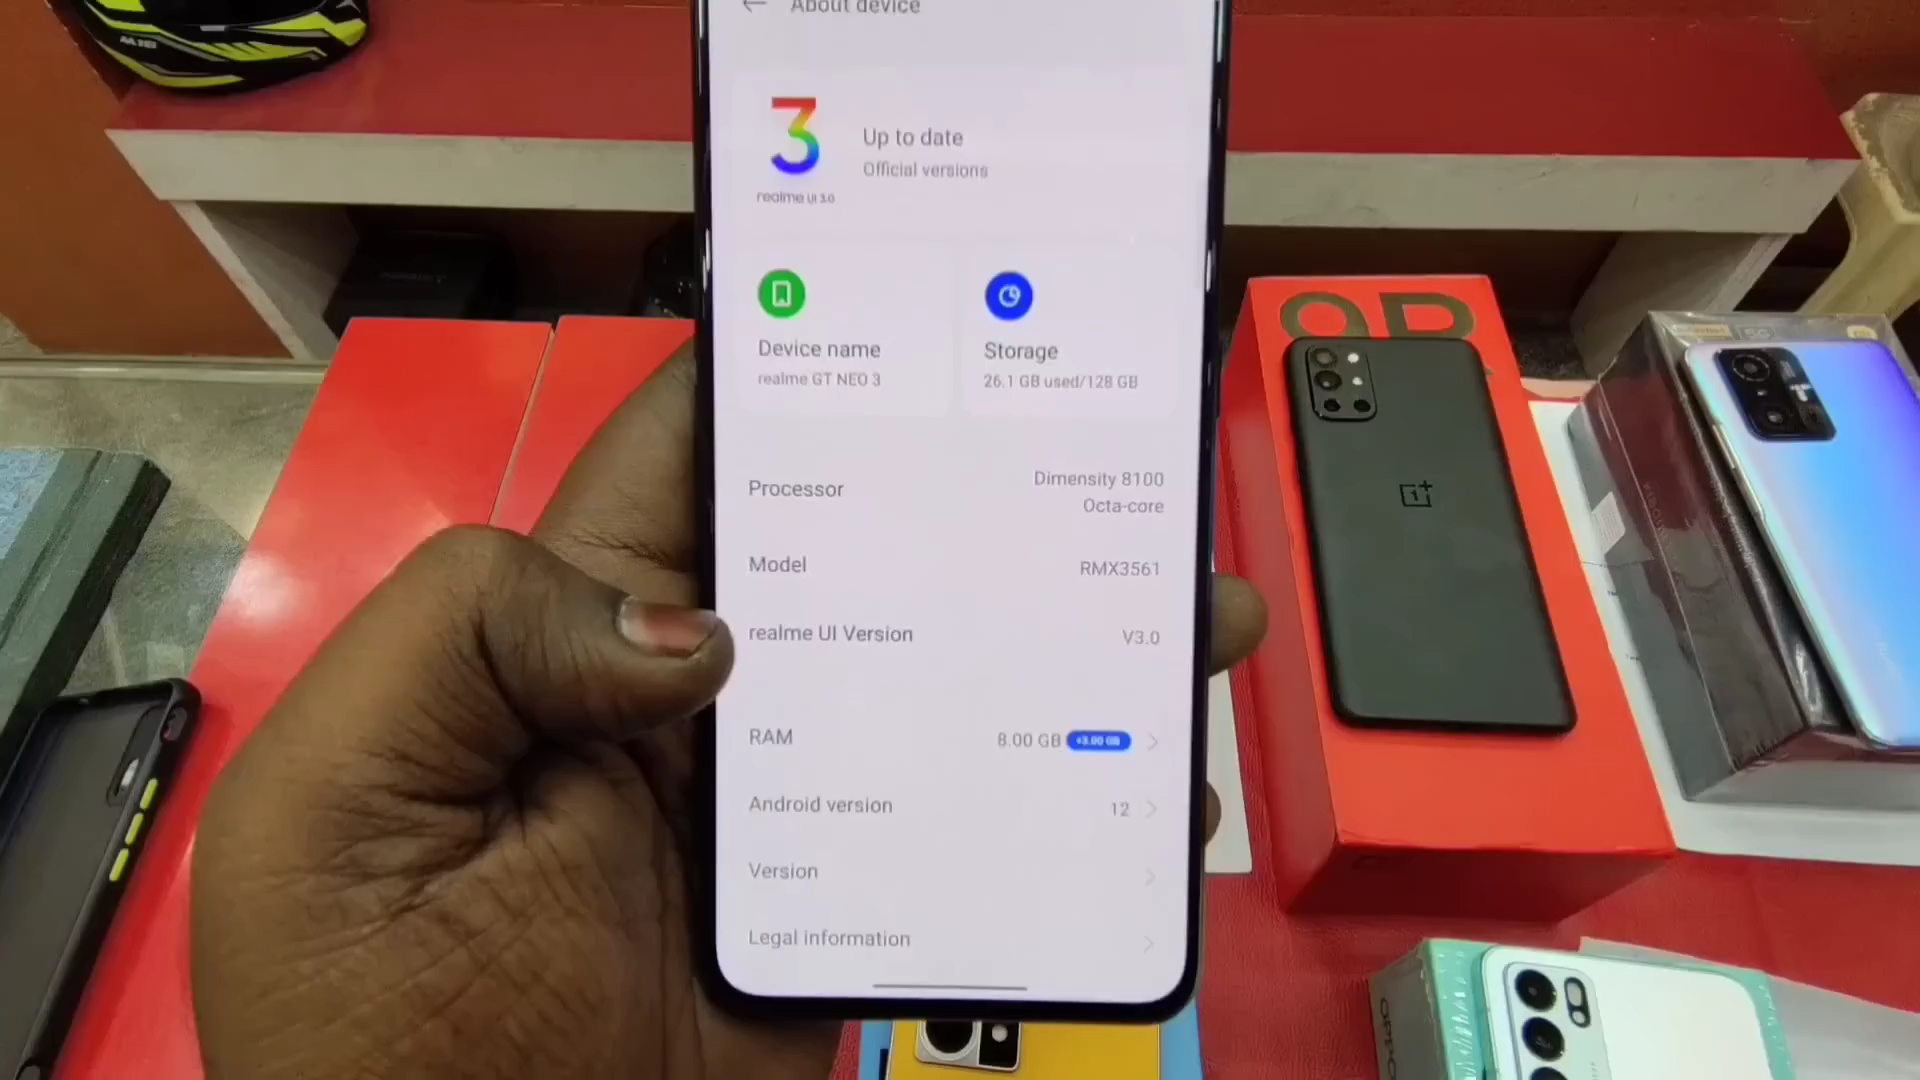 About device
Up to date
Official versions
realme UI 3.0
Device name
realme GT NEO 3
Storage
26.1 GB used/128 GB
Processor
Dimensity 8100
Octa-core
Model
RMX3561
realme UI Version
V3.0
RAM
8.00 GB
+3.00 GB
Android version
12
Version
Legal information
9R
OPPO